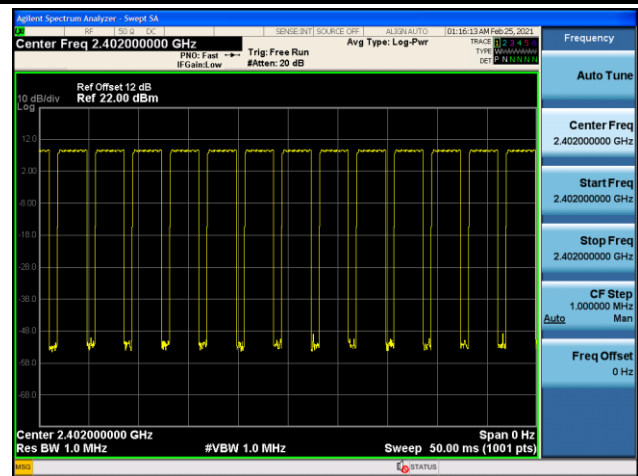 Agilent Spectrum Analyzer - Swept SA
RF 50 Ω DC SENSE:INT SOURCE OFF ALIGN AUTO 01:16:13 AM Feb 25, 2021
Center Freq 2.402000000 GHz
PNO: Fast
IFGain:Low
Trig: Free Run
#Atten: 20 dB
Avg Type: Log-Pwr
TRACE 1 2 3 4 5 6
TYPE
DET P N N N N N
Ref Offset 12 dB
10 dB/div Ref 22.00 dBm
Log
12.0
2.00
-8.00
-18.0
-28.0
-38.0
-48.0
-58.0
-68.0
Center 2.402000000 GHz Span 0 Hz
Res BW 1.0 MHz #VBW 1.0 MHz Sweep 50.00 ms (1001 pts)
MSG STATUS
Frequency
Auto Tune
Center Freq
2.402000000 GHz
Start Freq
2.402000000 GHz
Stop Freq
2.402000000 GHz
CF Step
1.000000 MHz
Auto Man
Freq Offset
0 Hz